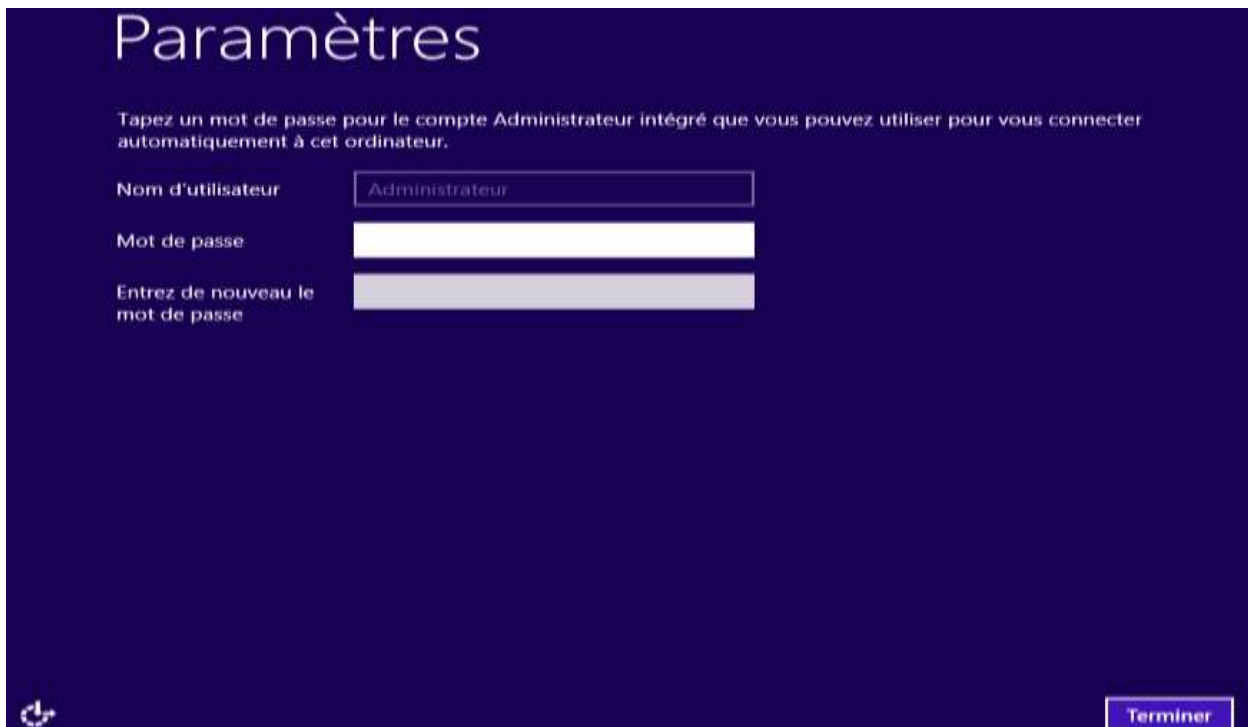 Paramètres
Tapez un mot de passe pour le compte Administrateur intégré que vous pouvez utiliser pour vous connecter
automatiquement à cet ordinateur.
Nom d'utilisateur
Administrateur
Mot de passe
Entrez de nouveau le
mot de passe
Terminer